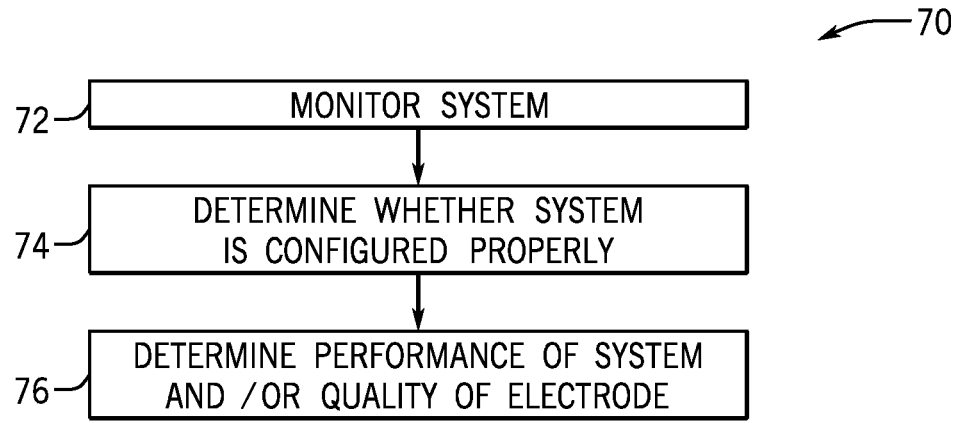 70
72
MONITOR SYSTEM
74
DETERMINE WHETHER SYSTEM
IS CONFIGURED PROPERLY
76
DETERMINE PERFORMANCE OF SYSTEM
AND /OR QUALITY OF ELECTRODE